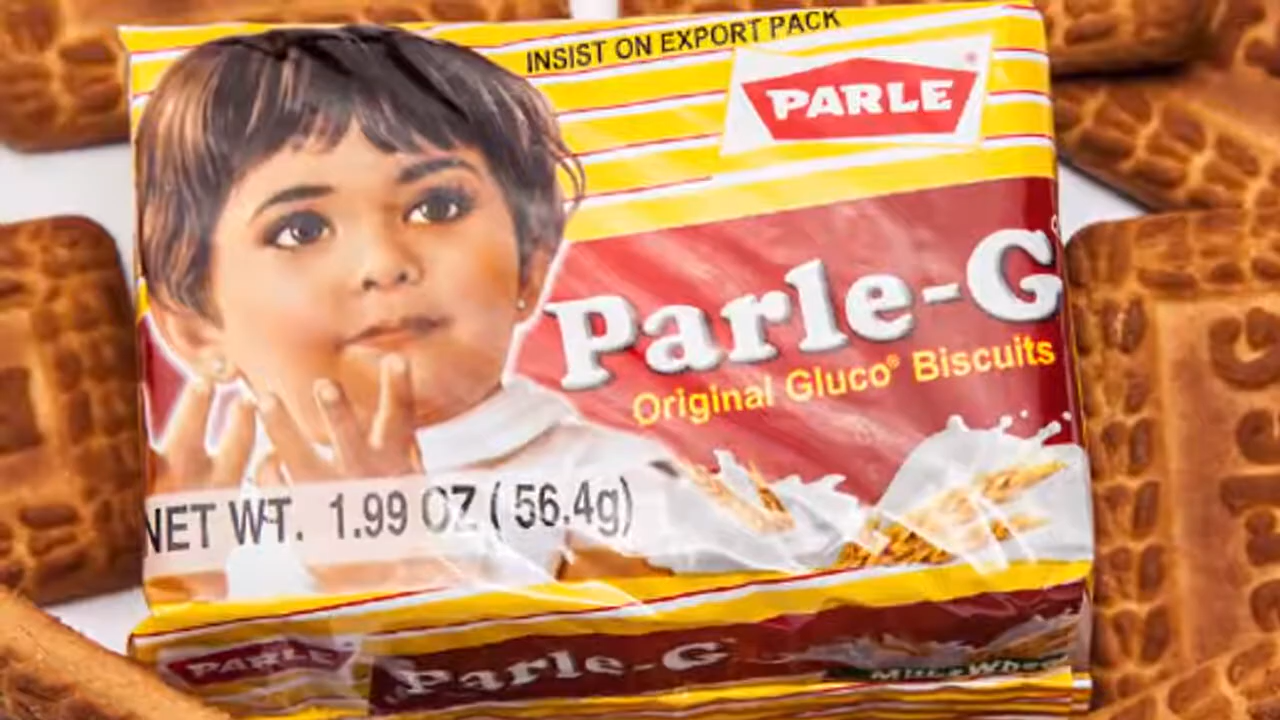 INSIST ON EXPORT PACK
PARLE®
Parle-G
Original Gluco® Biscuits
NET WT. 1.99 OZ ( 56.4g)
PARLE
Parle-G